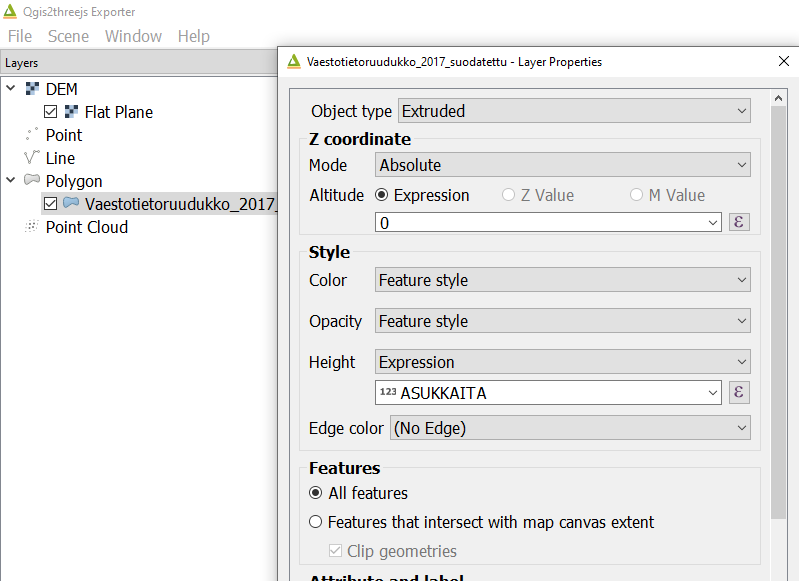 Qgis2threejs Exporter
File Scene Window Help
Layers
DEM
Flat Plane
Point
Line
Polygon
Vaestotietoruudukko_2017_
Point Cloud
Vaestotietoruudukko_2017_suodatettu - Layer Properties
Object type Extruded
Z coordinate
Mode Absolute
Altitude Expression Z Value M Value
0 ε
Style
Color Feature style
Opacity Feature style
Height Expression
123 ASUKKAITA ε
Edge color (No Edge)
Features
All features
Features that intersect with map canvas extent
Clip geometries
Attribute and label